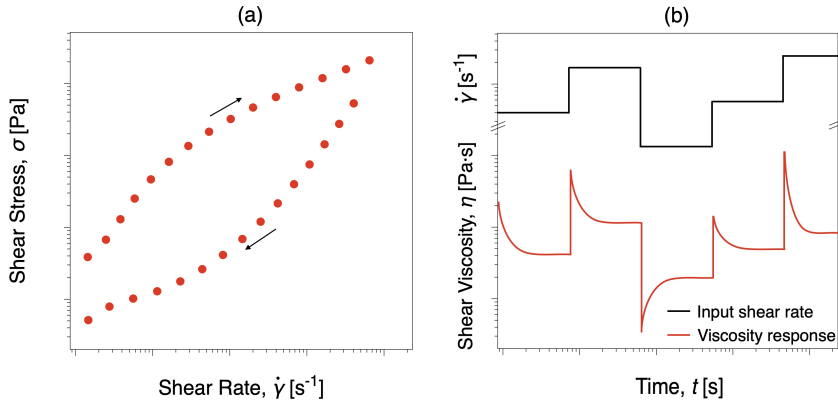 (a)
Shear Stress, σ [Pa]
Shear Rate, γ̇ [s⁻¹]
(b)
γ̇ [s⁻¹]
Shear Viscosity, η [Pa·s]
Input shear rate
Viscosity response
Time, t [s]